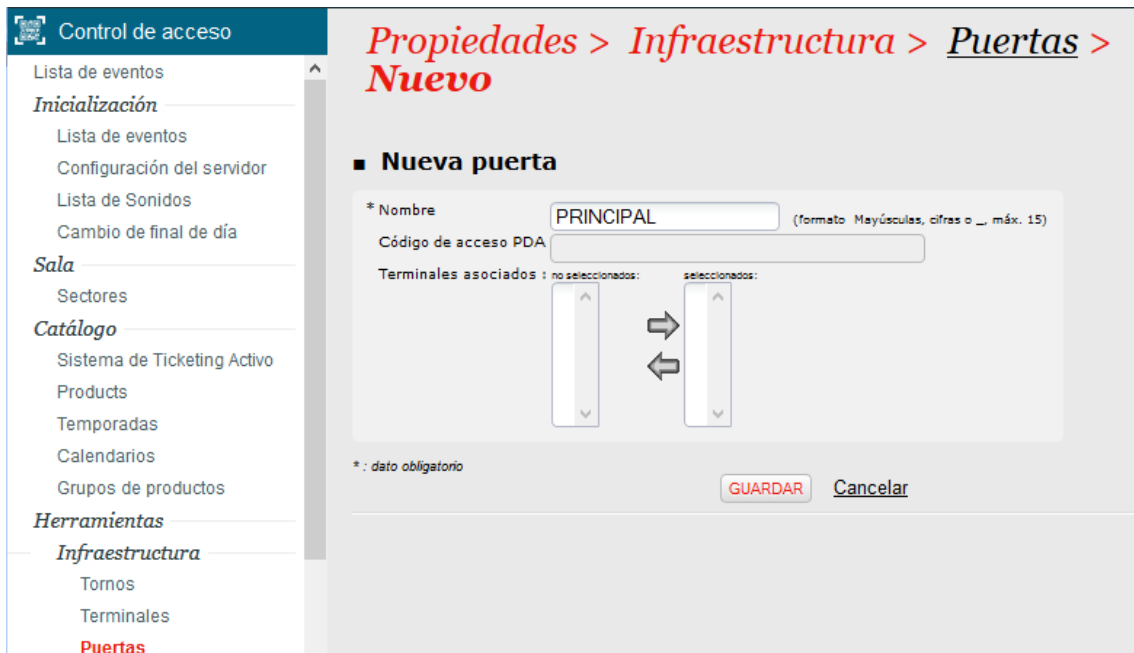 Control de acceso
Lista de eventos
Inicialización
Lista de eventos
Configuración del servidor
Lista de Sonidos
Cambio de final de día
Sala
Sectores
Catálogo
Sistema de Ticketing Activo
Products
Temporadas
Calendarios
Grupos de productos
Herramientas
Infraestructura
Tornos
Terminales
Puertas
Propiedades > Infraestructura > Puertas >
Nuevo
▪ Nueva puerta
* Nombre PRINCIPAL (formato Mayúsculas, cifras o _, máx. 15)
Código de acceso PDA
Terminales asociados : no seleccionados: seleccionados:
* : dato obligatorio
GUARDAR Cancelar